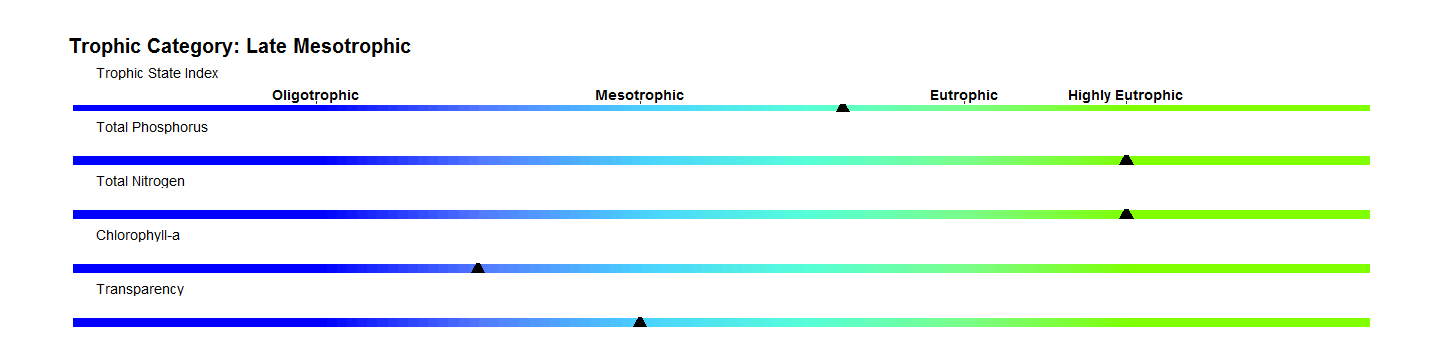 Trophic Category: Late Mesotrophic
Trophic State Index
Oligotrophic Mesotrophic Eutrophic Highly Eutrophic
Total Phosphorus
Total Nitrogen
Chlorophyll-a
Transparency